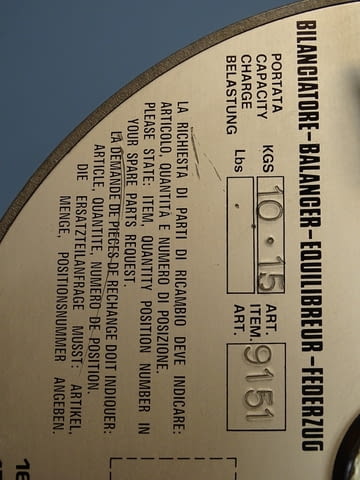 BILANCIATORE-BALANCER-EQUILIBREUR-FEDERZUG
PORTATA
CAPACITY
CHARGE
BELASTUNG
KGS 10.15
Lbs
ART.
ITEM.
ART.
9151
LA RICHIESTA DI PARTI DI RICAMBIO DEVE INDICARE:
ARTICOLO, QUANTITÀ E NUMERO DI POSIZIONE.
PLEASE STATE: ITEM, QUANTITY POSITION NUMBER IN
YOUR SPARE PARTS REQUEST.
LA DEMANDE DE PIECES DE RECHANGE DOIT INDIQUER:
ARTICLE, QUANTITE, NUMERO DE POSITION.
DIE ERSATZTEILANFRAGE MUSST: ARTIKEL,
MENGE, POSITIONSNUMMER ANGEBEN.